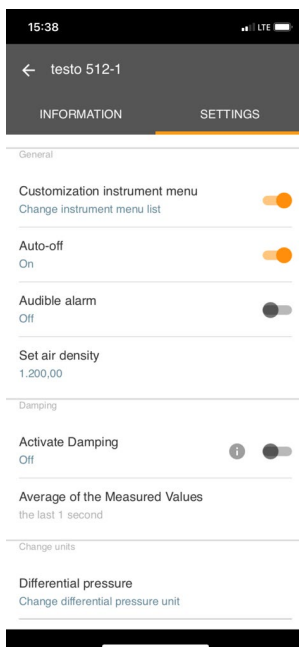 15:38
LTE
testo 512-1
INFORMATION
SETTINGS
General
Customization instrument menu
Change instrument menu list
Auto-off
On
Audible alarm
Off
Set air density
1.200,00
Damping
Activate Damping
Off
Average of the Measured Values
the last 1 second
Change units
Differential pressure
Change differential pressure unit